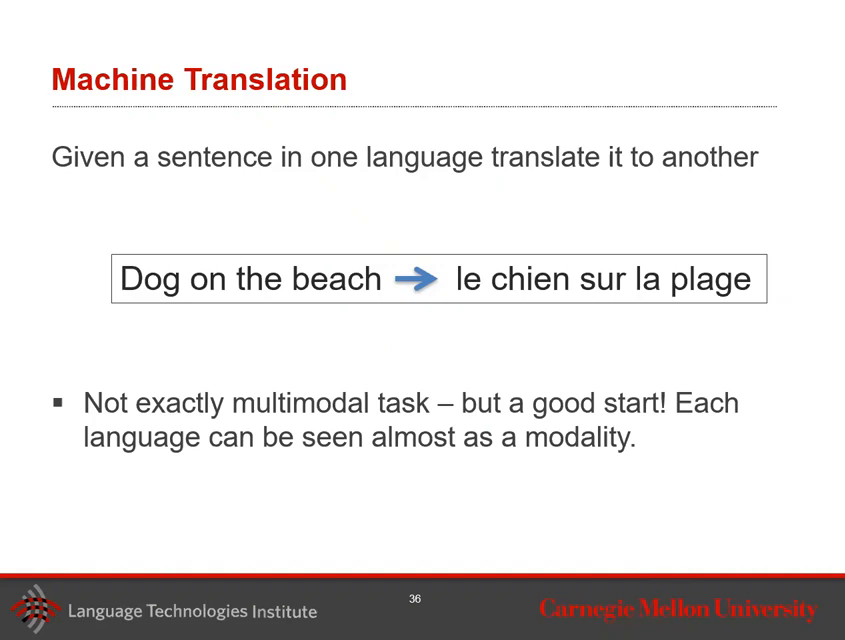 Machine Translation
Given a sentence in one language translate it to another
Dog on the beach → le chien sur la plage
▪ Not exactly multimodal task – but a good start! Each
language can be seen almost as a modality.
36
Language Technologies Institute
Carnegie Mellon University